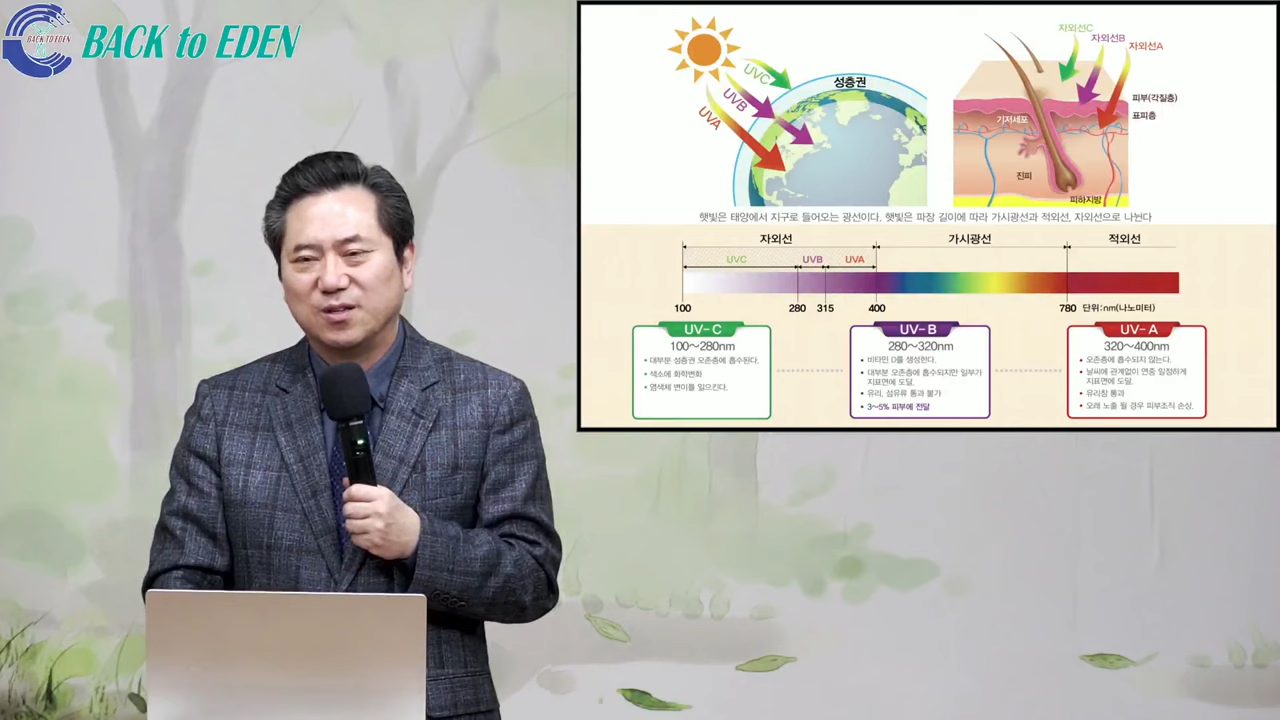 BACK TO EDEN
BACK to EDEN
UVC
UVB
UVA
성층권
자외선C
자외선B
자외선A
피부(각질층)
표피층
기저세포
진피
피하지방
햇빛은 태양에서 지구로 들어오는 광선이다. 햇빛은 파장 길이에 따라 가시광선과 적외선, 자외선으로 나뉜다
자외선 가시광선 적외선
UVC UVB UVA
100 280 315 400 780 단위:nm(나노미터)
UV-C
100~280nm
• 대부분 성층권 오존층에 흡수된다.
• 색소에 화학변화
• 염색체 변이를 일으킨다.
UV-B
280~320nm
• 비타민 D를 생성한다.
• 대부분 오존층에 흡수되지만 일부가
지표면에 도달.
• 유리, 섬유류 통과 불가
• 3~5% 피부에 전달
UV-A
320~400nm
• 오존층에 흡수되지 않는다.
• 날씨에 관계없이 연중 일정하게
지표면에 도달.
• 유리창 통과
• 오래 노출 될 경우 피부조직 손상.